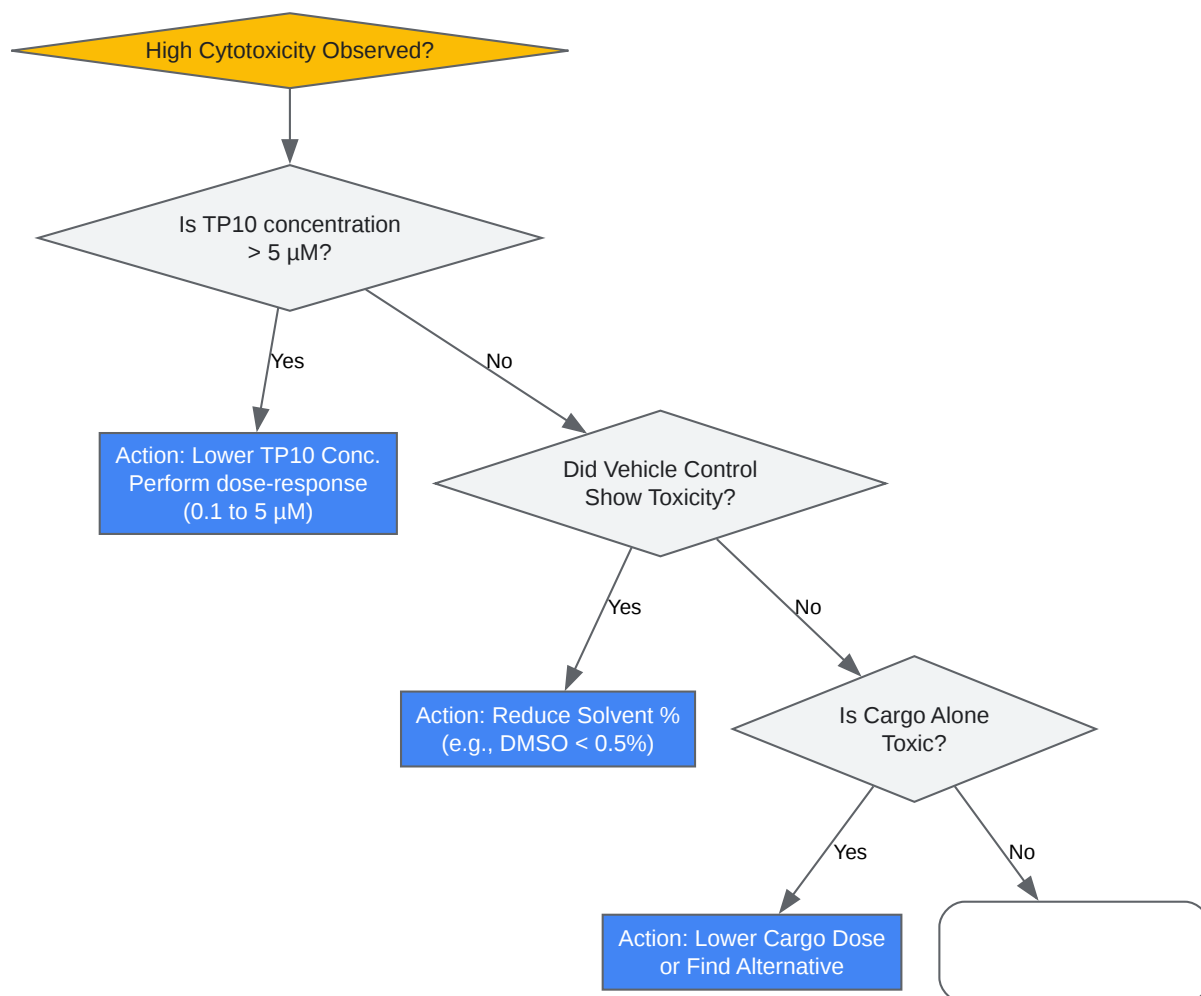 High Cytotoxicity Observed?
Is TP10 concentration
> 5 µM?
Yes
No
Action: Lower TP10 Conc.
Perform dose-response
(0.1 to 5 µM)
Did Vehicle Control
Show Toxicity?
Yes
No
Action: Reduce Solvent %
(e.g., DMSO < 0.5%)
Is Cargo Alone
Toxic?
Yes
No
Action: Lower Cargo Dose
or Find Alternative